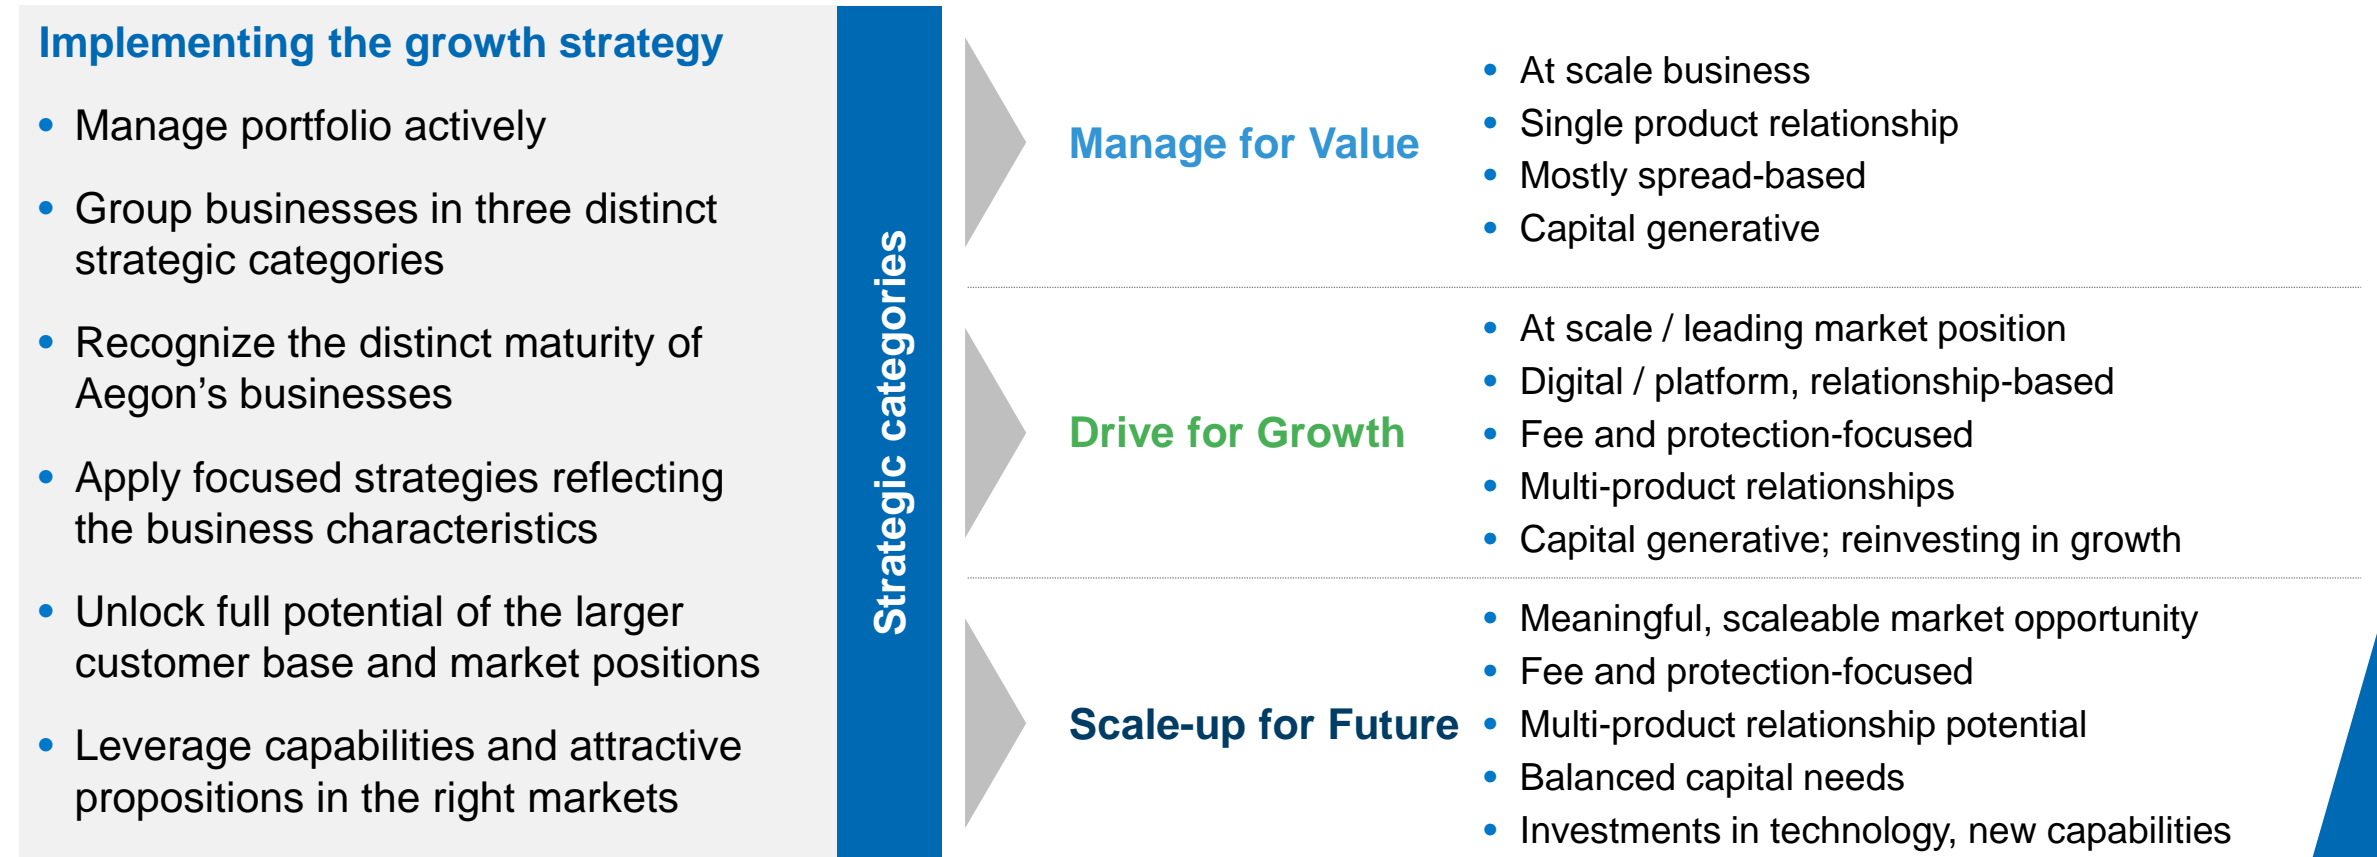 Implementing the growth strategy
• Manage portfolio actively
• Group businesses in three distinct
strategic categories
• Recognize the distinct maturity of
Aegon’s businesses
• Apply focused strategies reflecting
the business characteristics
• Unlock full potential of the larger
customer base and market positions
• Leverage capabilities and attractive
propositions in the right markets
Strategic categories
Manage for Value
• At scale business
• Single product relationship
• Mostly spread-based
• Capital generative
Drive for Growth
• At scale / leading market position
• Digital / platform, relationship-based
• Fee and protection-focused
• Multi-product relationships
• Capital generative; reinvesting in growth
Scale-up for Future
• Meaningful, scaleable market opportunity
• Fee and protection-focused
• Multi-product relationship potential
• Balanced capital needs
• Investments in technology, new capabilities